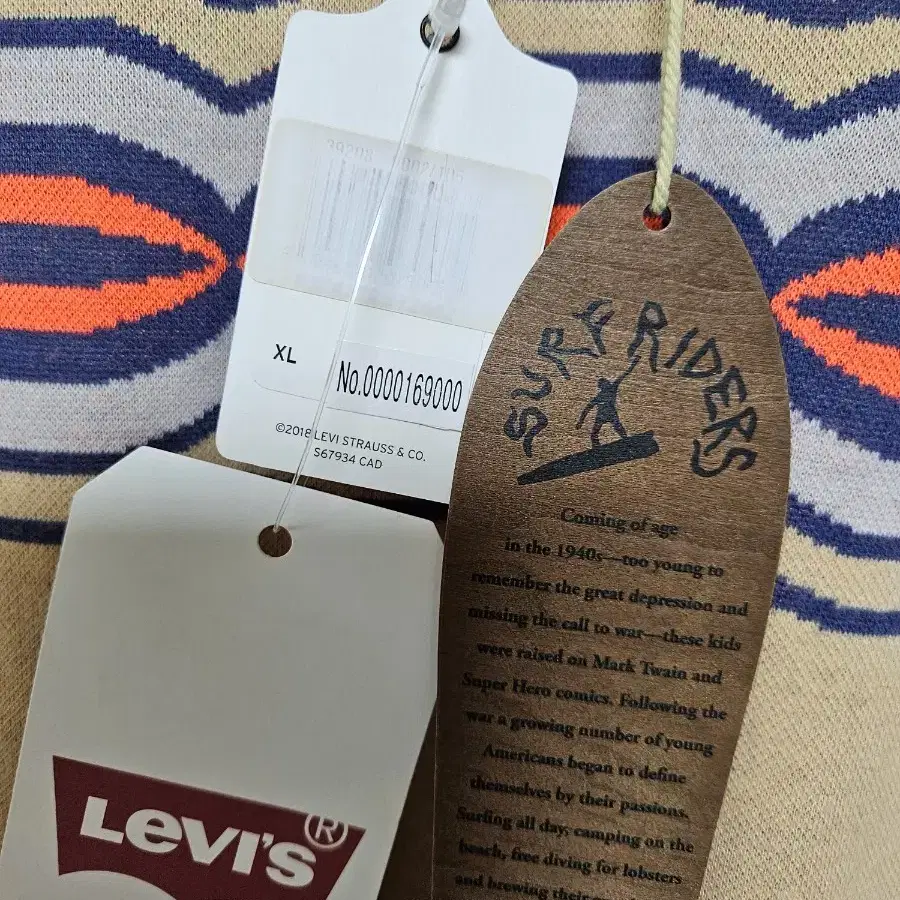 XL
No.0000169000
©2018 LEVI STRAUSS & CO.
S67934 CAD
LEVI'S®
SURF RIDERS
Coming of age
in the 1940s—too young to
remember the great depression and
missing the call to war—these kids
were raised on Mark Twain and
Super Hero comics. Following the
war a growing number of young
Americans began to define
themselves by their passions.
Surfing all day, camping on the
beach, free diving for lobsters
and brewing their